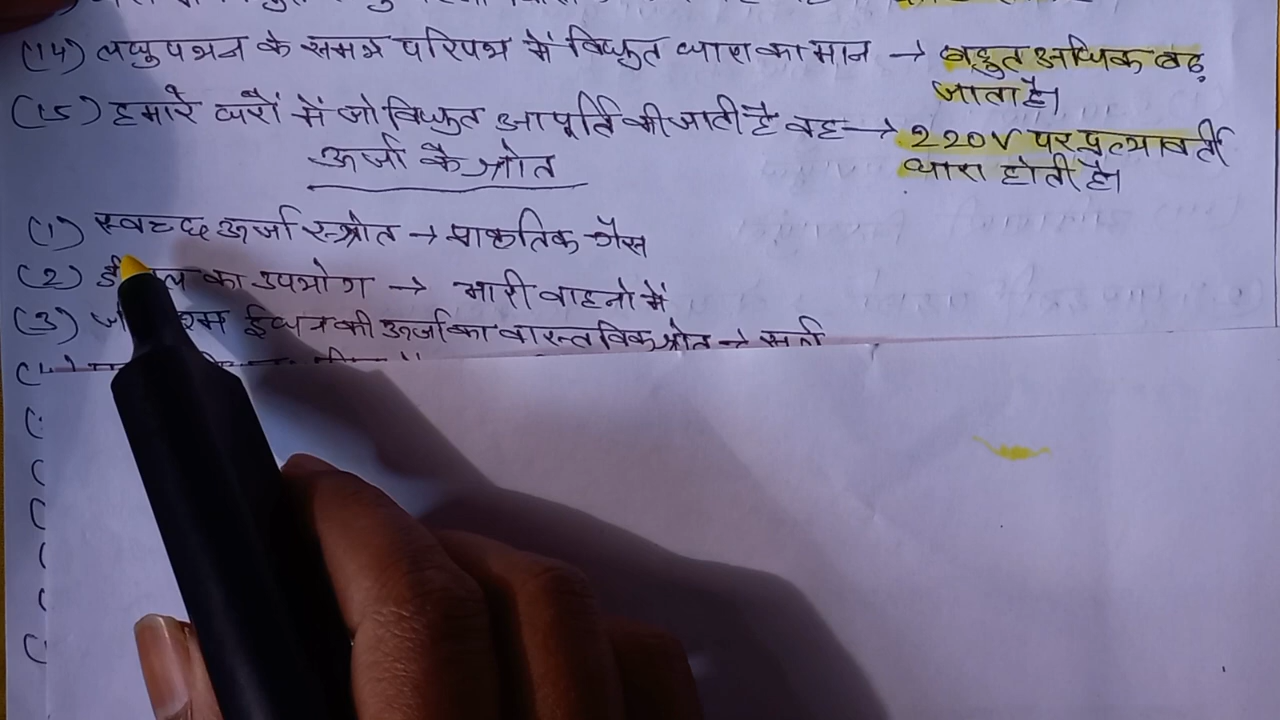 (14) लघुपथन के समय परिपथ में विधुत धारा का मान → बहुत अधिक बढ़
जाता है।
(15) हमारे घरों में जो विधुत आपूर्ति की जाती है वह → 220V पर प्रत्यावर्ती
धारा होती है।
ऊर्जा के श्रोत
(1) स्वच्छ ऊर्जा स्त्रोत → प्राकृतिक गैस
(2) का उपयोग → भारी वाहनो में
(3) ईंधन की ऊर्जा का वास्तविक श्रोत →